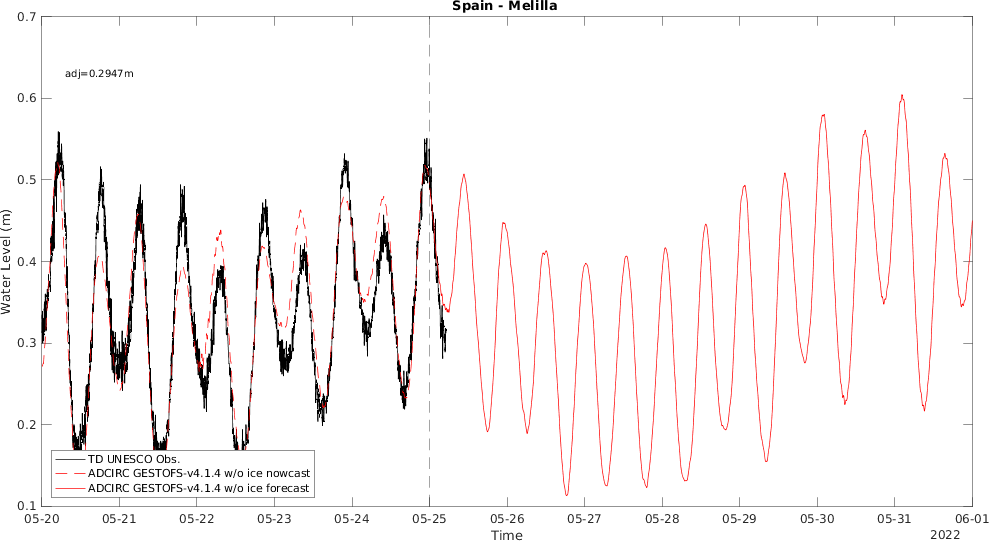 Spain - Melilla
0.7
0.6
0.5
0.4
0.3
0.2
0.1
Water Level (m)
adj=0.2947m
TD UNESCO Obs.
ADCIRC GESTOFS-v4.1.4 w/o ice nowcast
ADCIRC GESTOFS-v4.1.4 w/o ice forecast
05-20 05-21 05-22 05-23 05-24 05-25 05-26 05-27 05-28 05-29 05-30 05-31 06-01
Time
2022